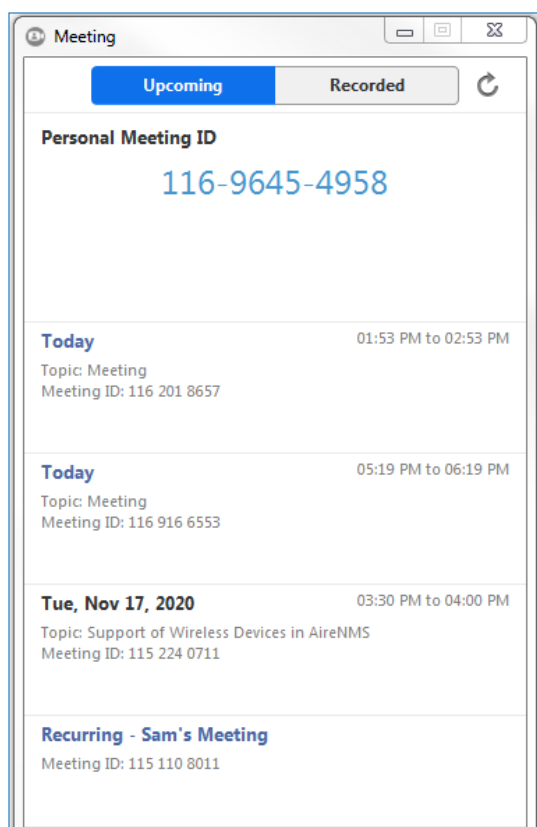 Meeting
Upcoming Recorded
Personal Meeting ID
116-9645-4958
Today 01:53 PM to 02:53 PM
Topic: Meeting
Meeting ID: 116 201 8657
Today 05:19 PM to 06:19 PM
Topic: Meeting
Meeting ID: 116 916 6553
Tue, Nov 17, 2020 03:30 PM to 04:00 PM
Topic: Support of Wireless Devices in AireNMS
Meeting ID: 115 224 0711
Recurring - Sam's Meeting
Meeting ID: 115 110 8011